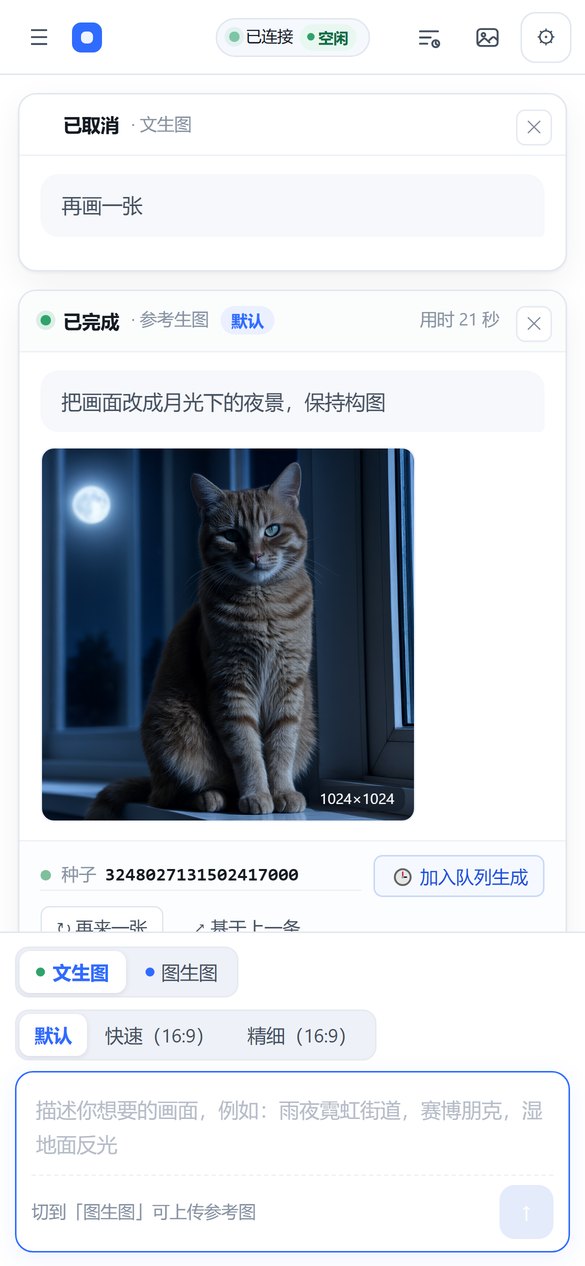 已连接 空闲
已取消 · 文生图
再画一张
已完成 · 参考生图 默认 用时 21 秒
把画面改成月光下的夜景，保持构图
1024×1024
种子 3248027131502417000 加入队列生成
↻ 再来一张 ↗ 基于上一条
文生图 图生图
默认 快速（16:9） 精细（16:9）
描述你想要的画面，例如：雨夜霓虹街道，赛博朋克，湿
地面反光
切到「图生图」可上传参考图
↑